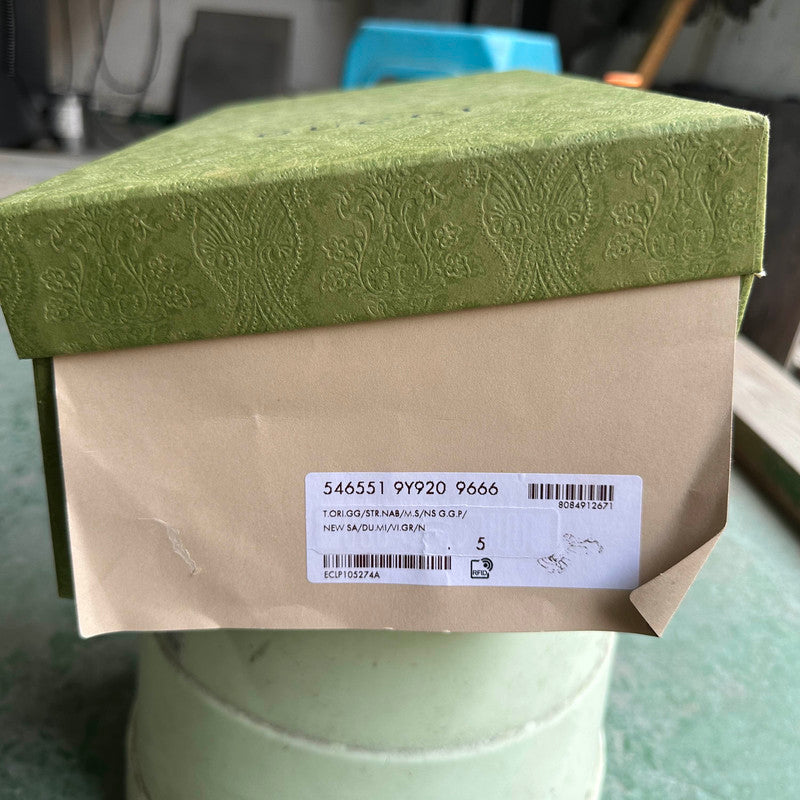 546551 9Y920 9666
8084912671
T.ORI.GG/STR.NAB/M.S/NS G.G.P/
NEW SA/DU.MI/VI.GR/N
5
ECLP105274A
RFID